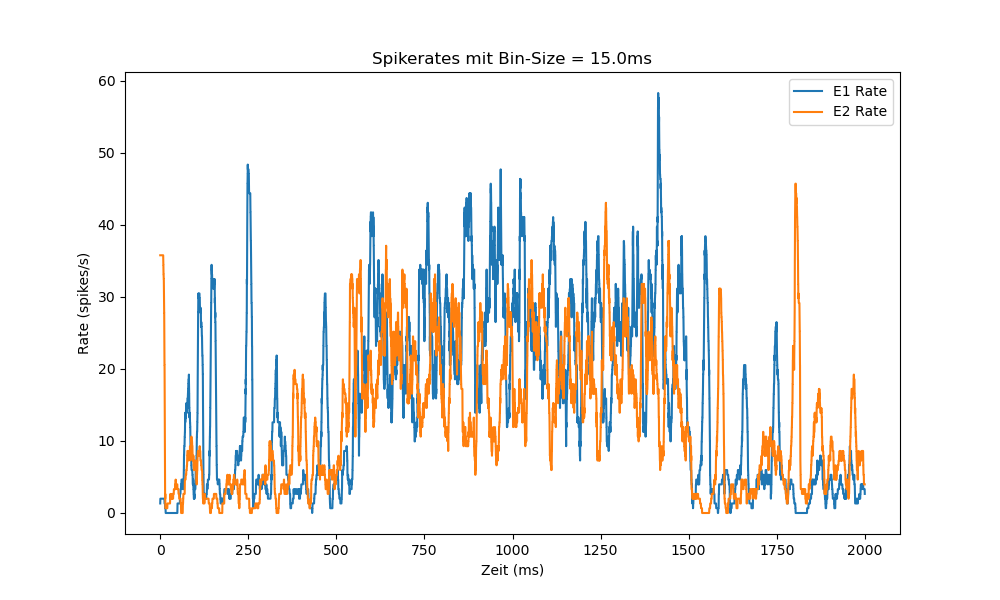 Spikerates mit Bin-Size = 15.0ms
E1 Rate
E2 Rate
60
50
40
30
20
10
0
Rate (spikes/s)
0 250 500 750 1000 1250 1500 1750 2000
Zeit (ms)